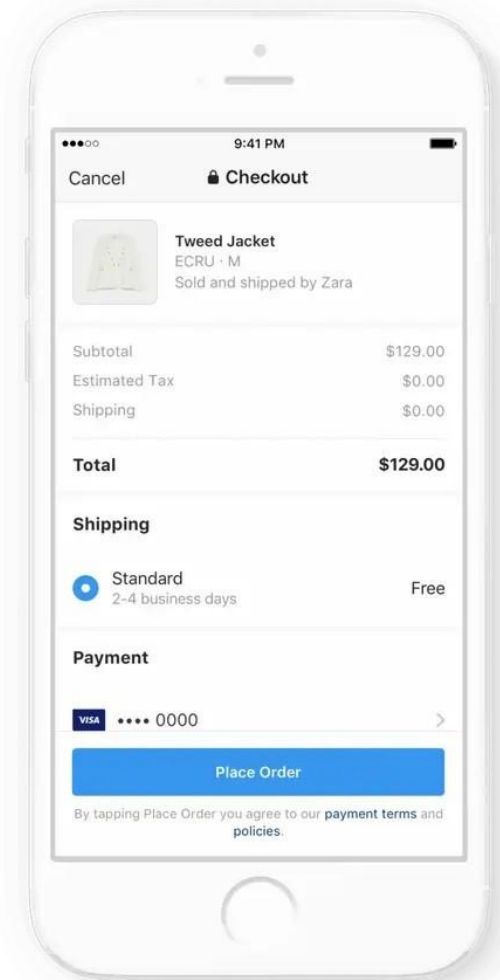 9:41 PM
Cancel
Checkout
Tweed Jacket
ECRU · M
Sold and shipped by Zara
Subtotal $129.00
Estimated Tax $0.00
Shipping $0.00
Total $129.00
Shipping
Standard
2-4 business days
Free
Payment
VISA •••• 0000
Place Order
By tapping Place Order you agree to our payment terms and
policies.